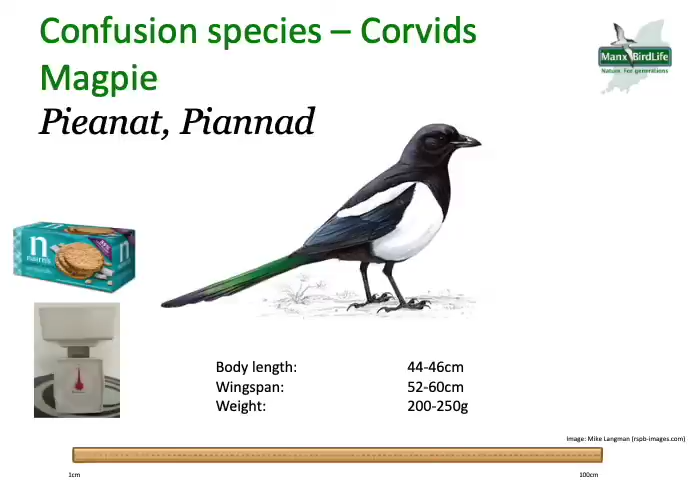 Confusion species – Corvids
Magpie
Pieanat, Piannad
Manx BirdLife
Nature. For generations
n
nairn's
Body length: 44-46cm
Wingspan: 52-60cm
Weight: 200-250g
Image: Mike Langman (rspb-images.com)
1cm 100cm